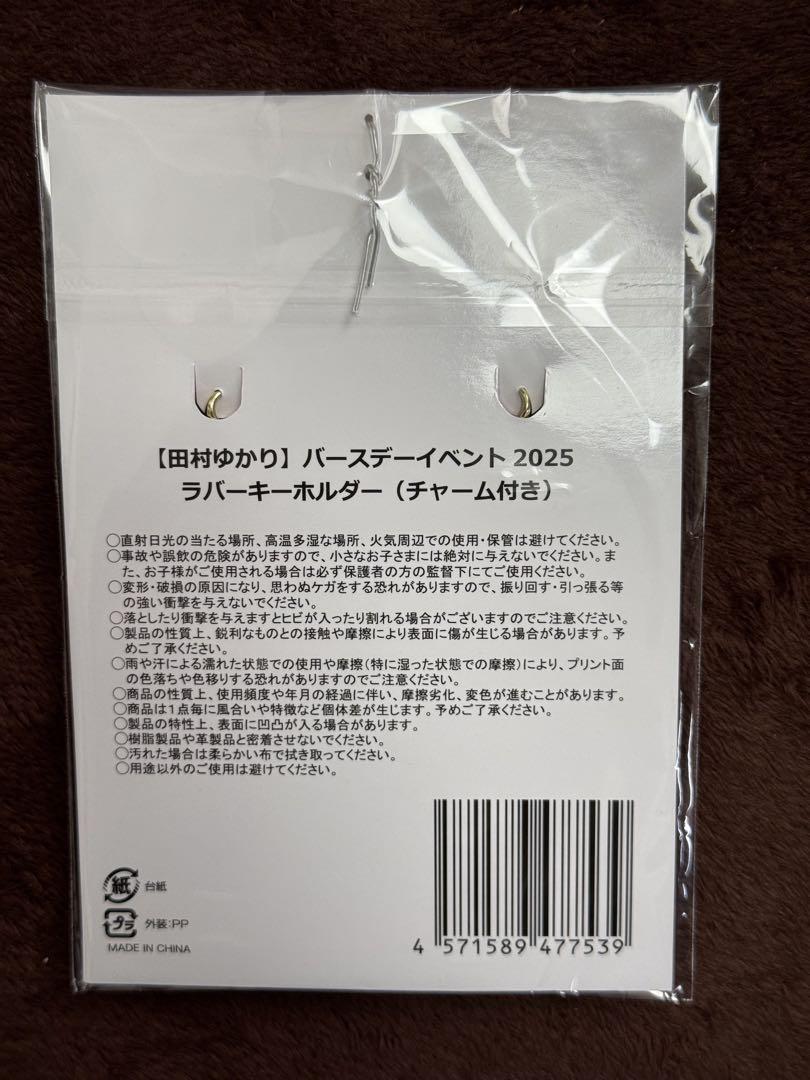 【田村ゆかり】バースデーイベント2025
ラバーキーホルダー（チャーム付き）
○直射日光の当たる場所、高温多湿な場所、火気周辺での使用・保管は避けてください。
○事故や誤飲の危険がありますので、小さなお子さまには絶対に与えないでください。ま
た、お子様がご使用される場合は必ず保護者の方の監督下にてご使用ください。
○変形・破損の原因になり、思わぬケガをする恐れがありますので、振り回す・引っ張る等
の強い衝撃を与えないでください。
○落としたり衝撃を与えますとヒビが入ったり割れる場合がございますのでご注意ください。
○製品の性質上、鋭利なものとの接触や摩擦により表面に傷が生じる場合があります。予
めご了承ください。
○雨や汗による濡れた状態での使用や摩擦（特に湿った状態での摩擦）により、プリント面
の色落ちや色移りする恐れがありますのでご注意ください。
○商品の性質上、使用頻度や年月の経過に伴い、摩擦劣化、変色が進むことがあります。
○商品は1点毎に風合いや特徴など個体差が生じます。予めご了承ください。
○製品の特性上、表面に凹凸が入る場合があります。
○樹脂製品や革製品と密着させないでください。
○汚れた場合は柔らかい布で拭き取ってください。
○用途以外のご使用は避けてください。
紙 台紙
プラ 外装:PP
MADE IN CHINA
4 571589 477539